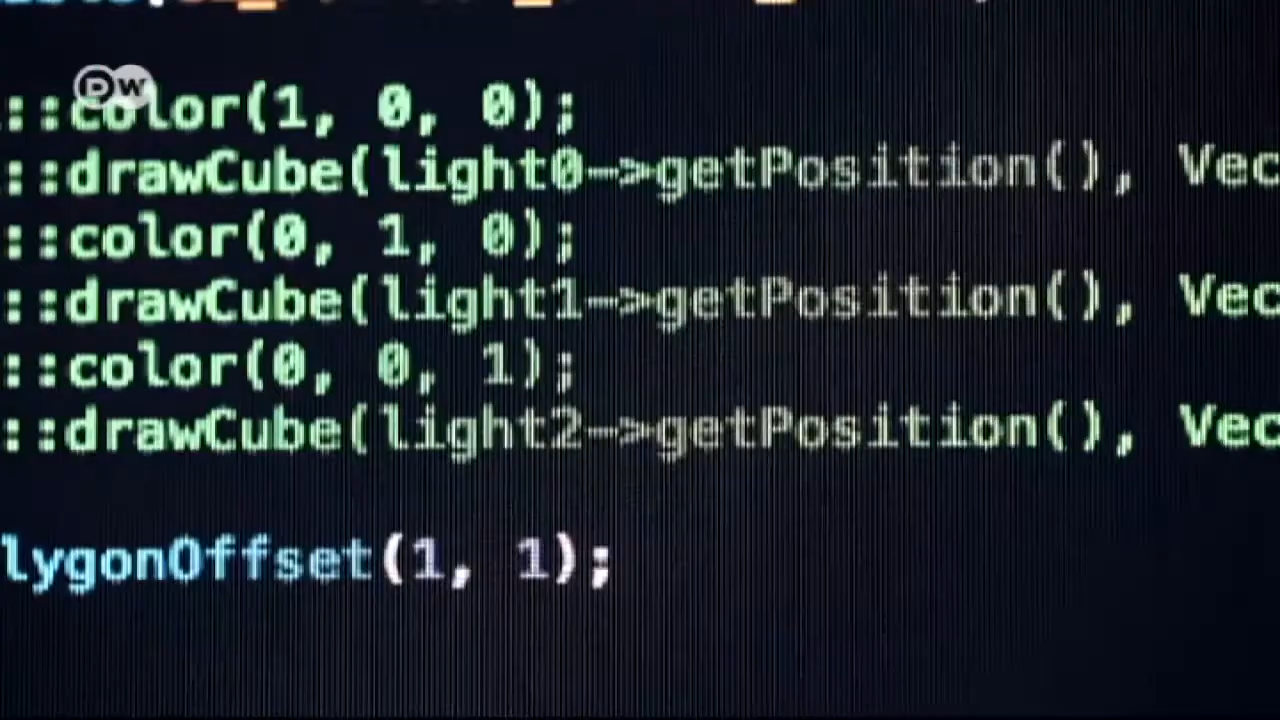 DW
::color(1, 0, 0);
::drawCube(light0->getPosition(), Vec
::color(0, 1, 0);
::drawCube(light1->getPosition(), Vec
::color(0, 0, 1);
::drawCube(light2->getPosition(), Vec
lygonOffset(1, 1);